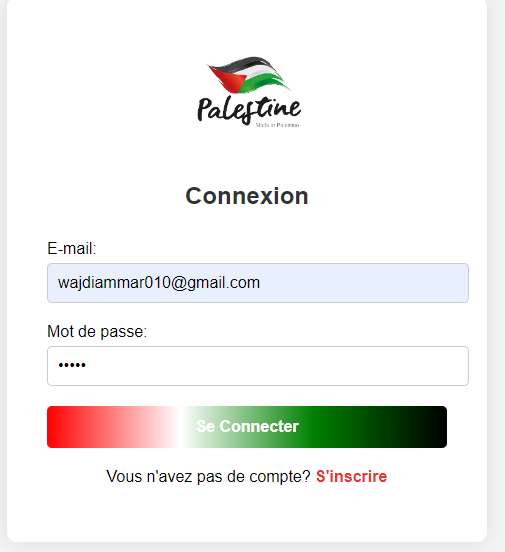 Palestine
Made in Palestine
Connexion
E-mail:
wajdiammar010@gmail.com
Mot de passe:
•••••
Se Connecter
Vous n'avez pas de compte? S'inscrire